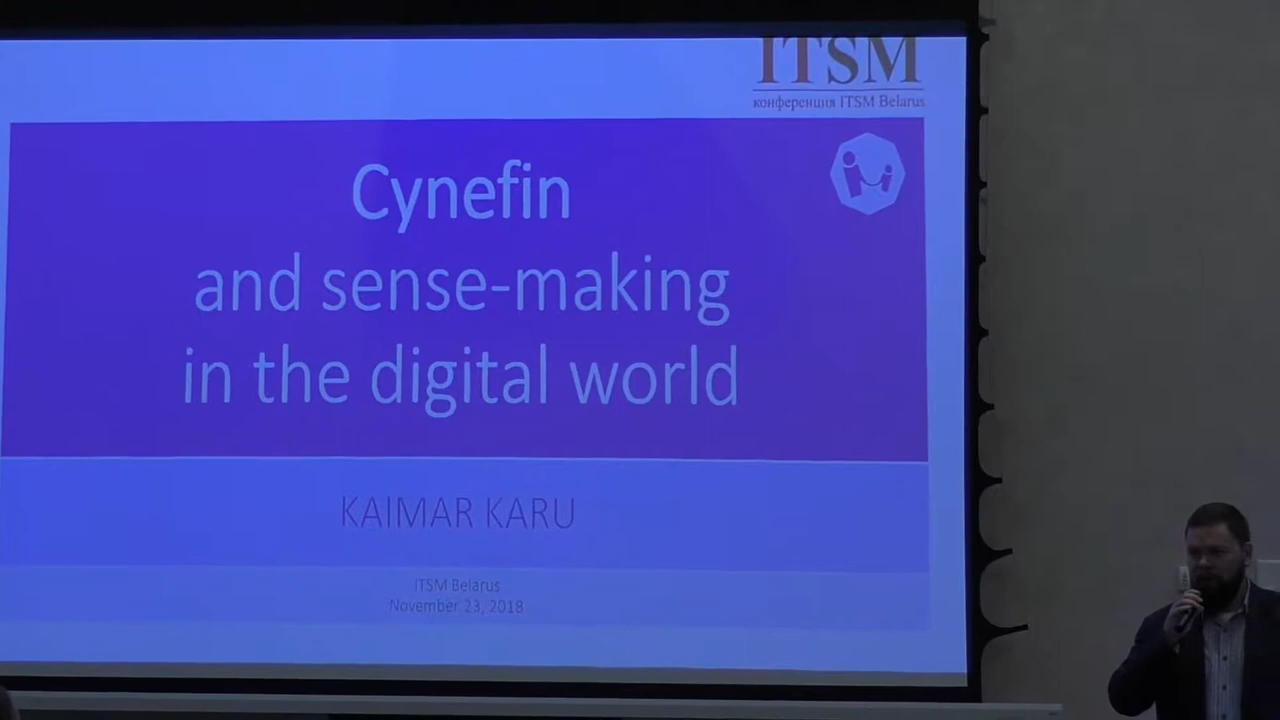 ITSM
конференция ITSM Belarus
Cynefin
and sense-making
in the digital world
KAIMAR KARU
ITSM Belarus
November 23, 2018